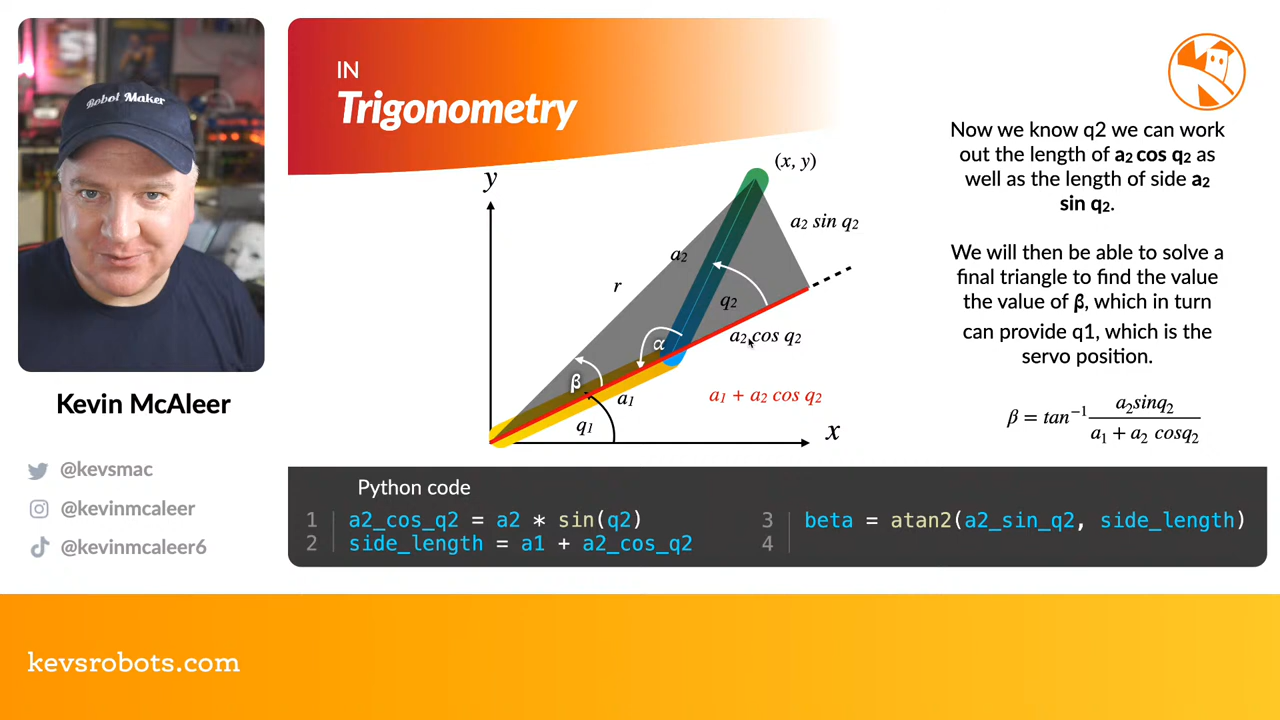 Robot Maker
Kevin McAleer
@kevsmac
@kevinmcaleer
@kevinmcaleer6
IN
Trigonometry
y
(x, y)
a₂ sin q₂
a₂
r
q₂
α
a₂ cos q₂
β
a₁
a₁ + a₂ cos q₂
q₁
x
Now we know q2 we can work
out the length of a₂ cos q₂ as
well as the length of side a₂
sin q₂.
We will then be able to solve a
final triangle to find the value
the value of β, which in turn
can provide q1, which is the
servo position.
β = tan⁻¹ a₂sinq₂
a₁ + a₂ cosq₂
Python code
1 a2_cos_q2 = a2 * sin(q2)
2 side_length = a1 + a2_cos_q2
3 beta = atan2(a2_sin_q2, side_length)
4
kevsrobots.com